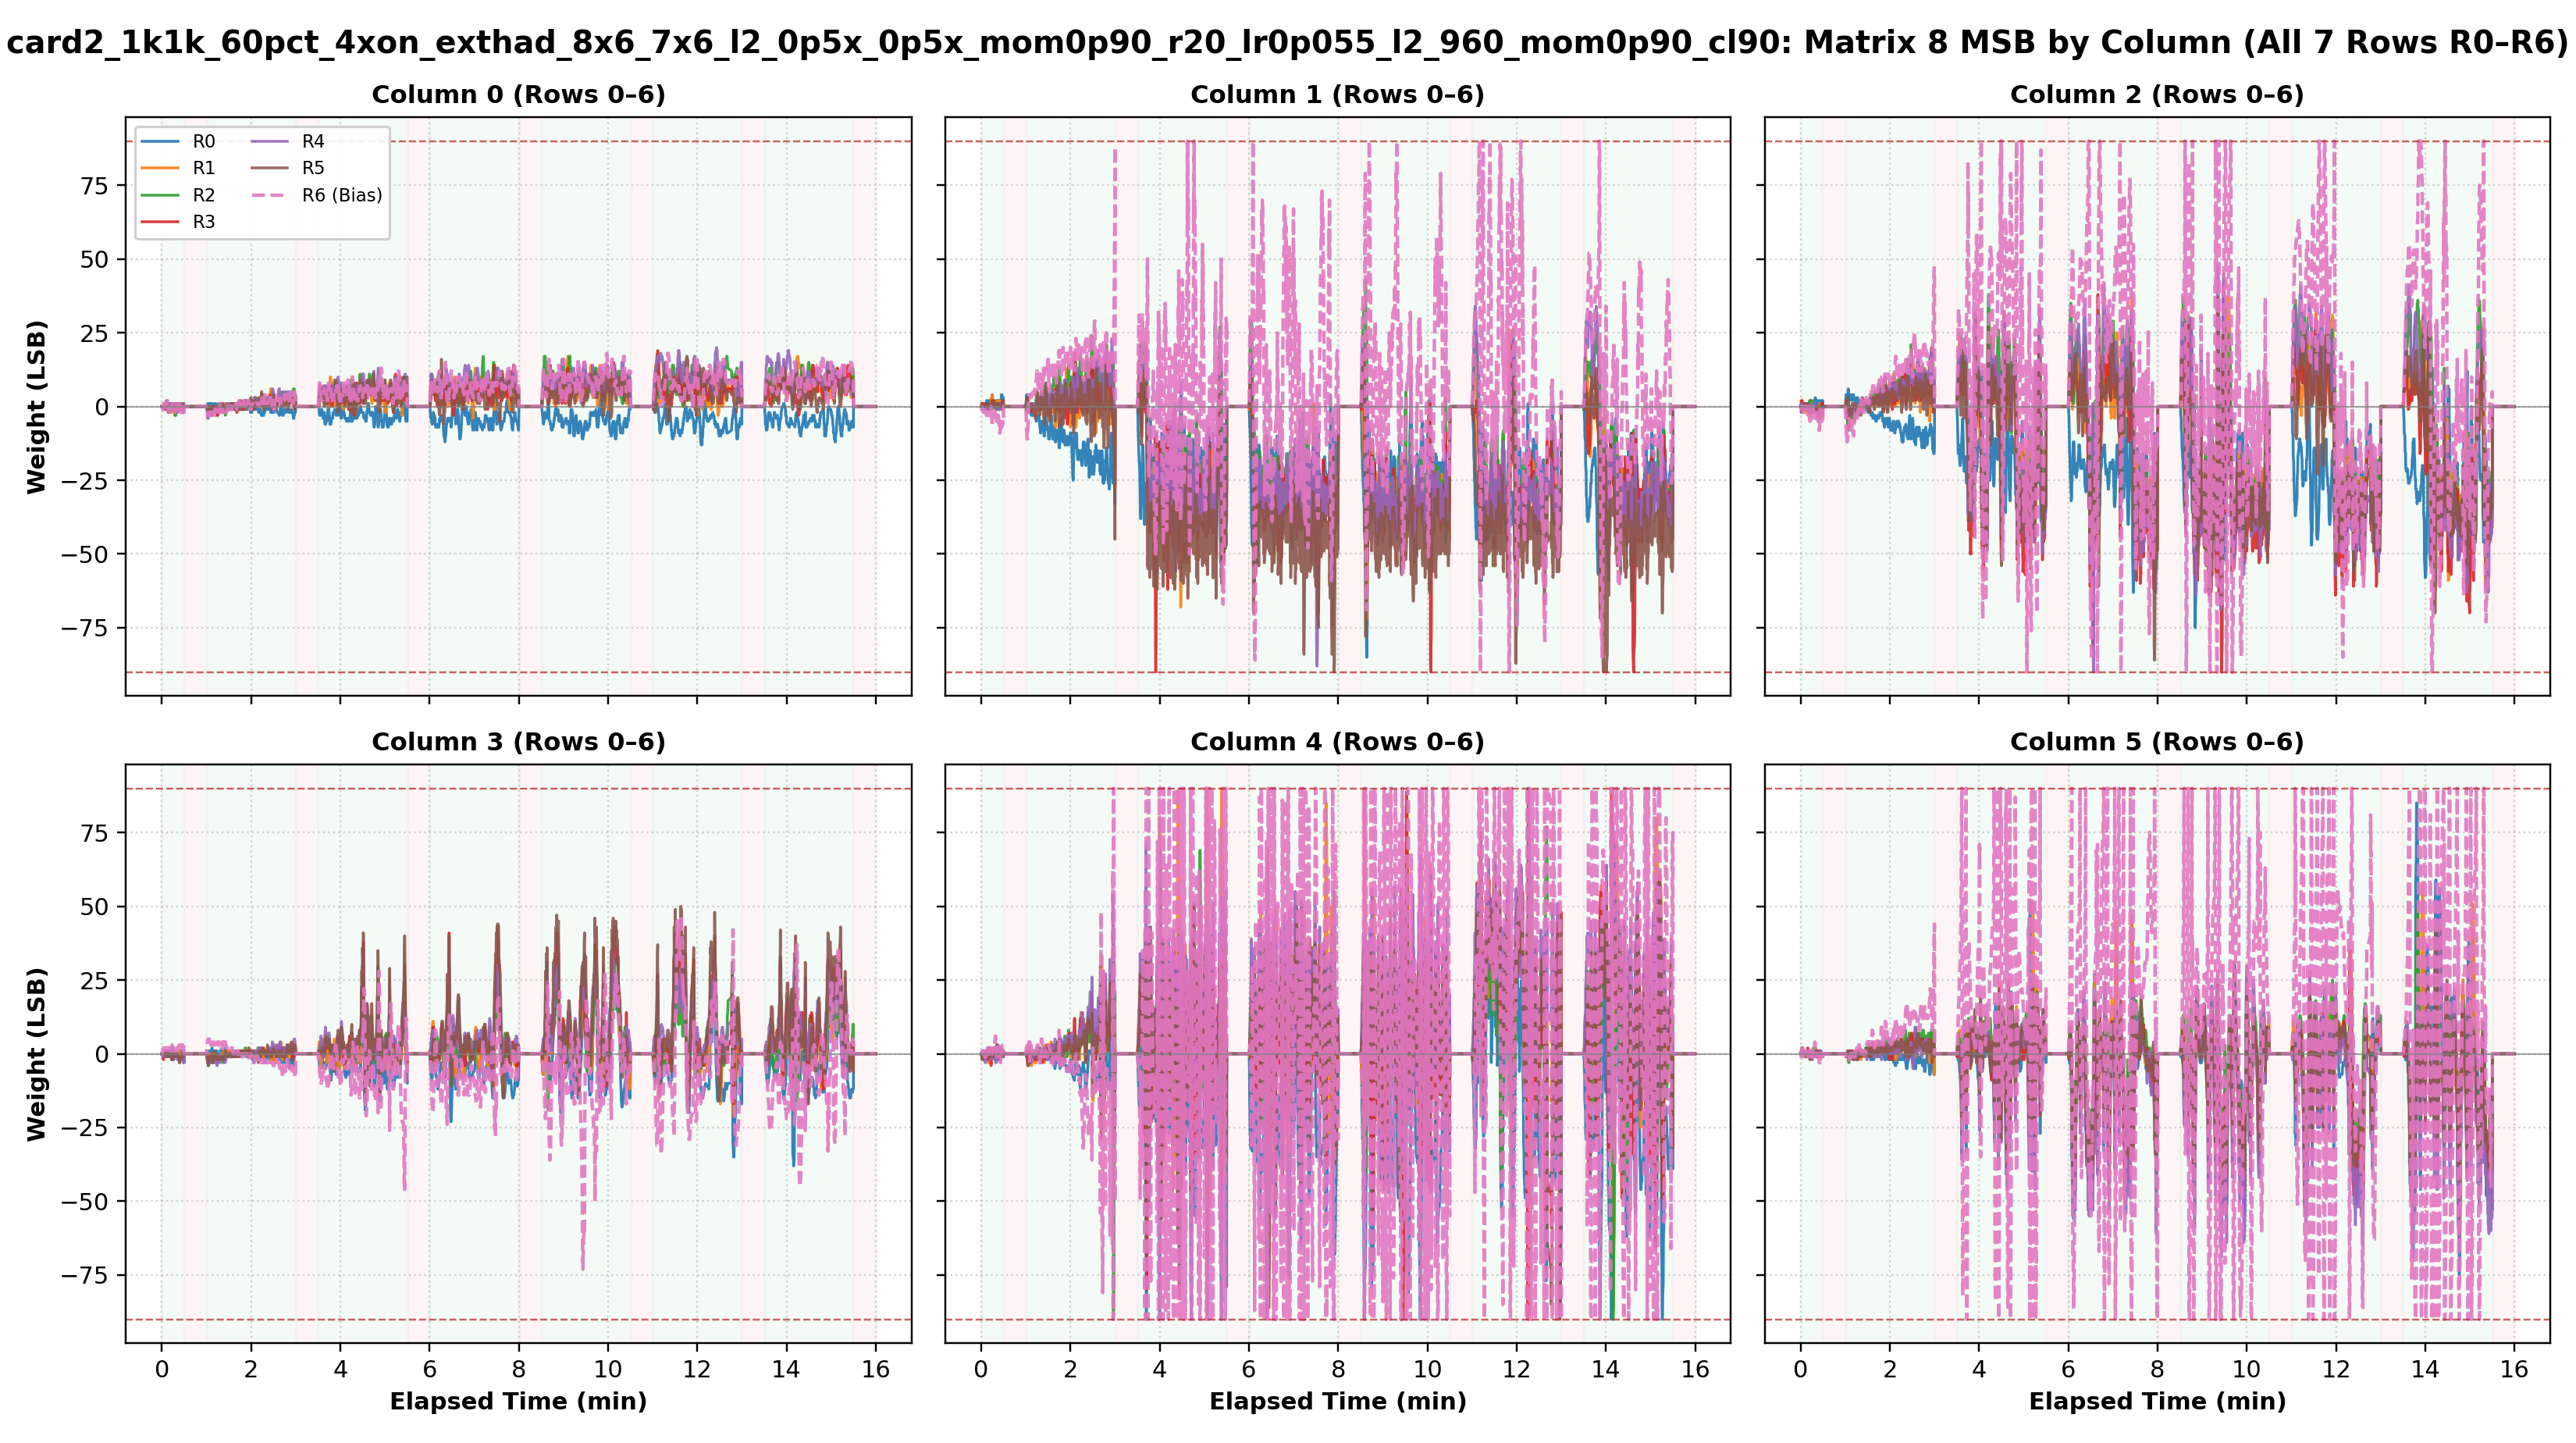 card2_1k1k_60pct_4xon_exthad_8x6_7x6_l2_0p5x_0p5x_mom0p90_r20_lr0p055_l2_960_mom0p90_cl90: Matrix 8 MSB by Column (All 7 Rows R0–R6)
Column 0 (Rows 0–6)
Column 1 (Rows 0–6)
Column 2 (Rows 0–6)
R0
R1
R2
R3
R4
R5
R6 (Bias)
Weight (LSB)
75
50
25
0
−25
−50
−75
Column 3 (Rows 0–6)
Column 4 (Rows 0–6)
Column 5 (Rows 0–6)
Weight (LSB)
75
50
25
0
−25
−50
−75
0 2 4 6 8 10 12 14 16
0 2 4 6 8 10 12 14 16
0 2 4 6 8 10 12 14 16
Elapsed Time (min)
Elapsed Time (min)
Elapsed Time (min)